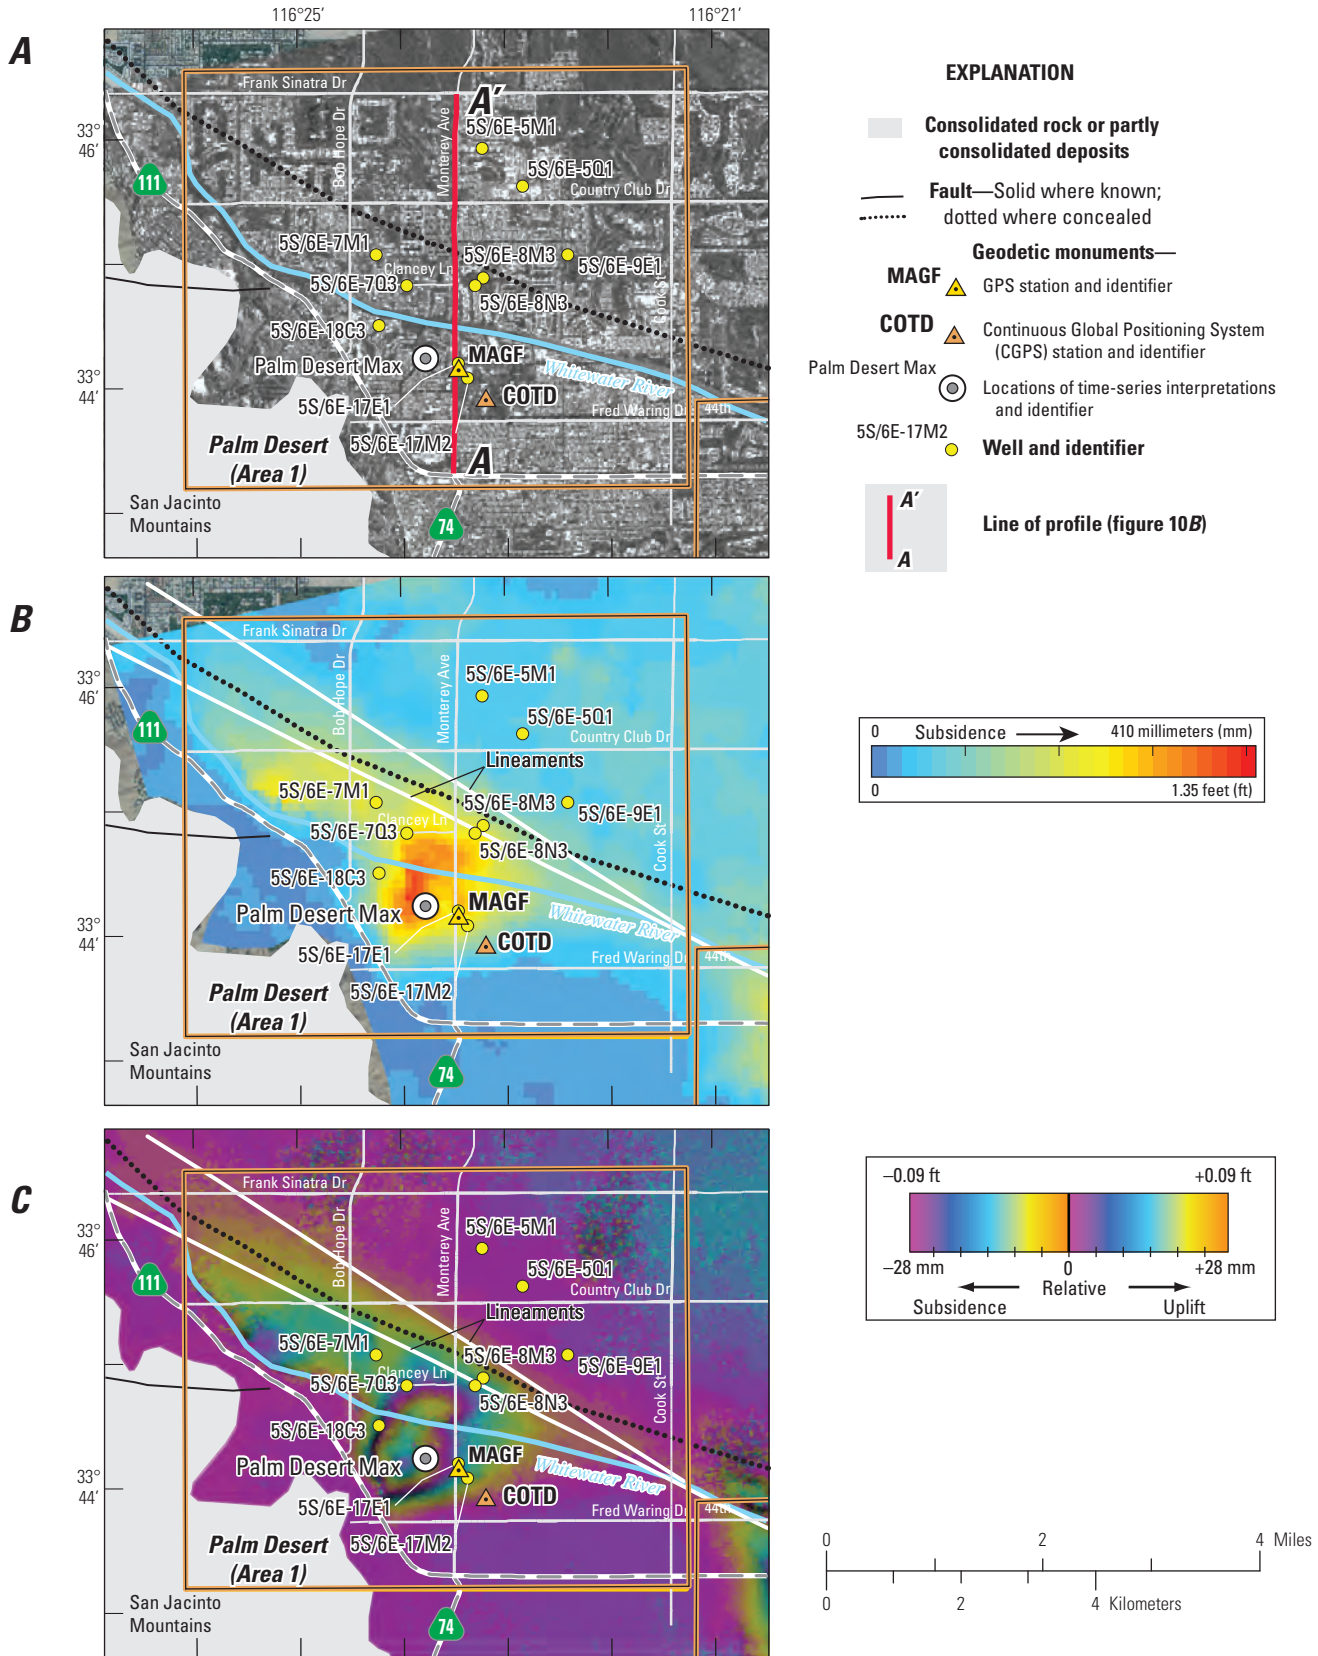 116°25′
116°21′
A
Frank Sinatra Dr
Bob Hope Dr
Monterey Ave
A′
5S/6E-5M1
33°
46′
5S/6E-5Q1
Country Club Dr
111
5S/6E-7M1
5S/6E-8M3
5S/6E-9E1
Clancey Ln
5S/6E-7Q3
5S/6E-8N3
Cook St
5S/6E-18C3
Palm Desert Max
MAGF
Whitewater River
33°
44′
COTD
5S/6E-17E1
Fred Waring Dr
44th
Palm Desert
(Area 1)
5S/6E-17M2
A
San Jacinto
Mountains
74
EXPLANATION
Consolidated rock or partly
consolidated deposits
Fault—Solid where known;
dotted where concealed
Geodetic monuments—
MAGF
GPS station and identifier
COTD
Continuous Global Positioning System
(CGPS) station and identifier
Palm Desert Max
Locations of time-series interpretations
and identifier
5S/6E-17M2
Well and identifier
A′
A
Line of profile (figure 10B)
B
Frank Sinatra Dr
Bob Hope Dr
Monterey Ave
5S/6E-5M1
33°
46′
5S/6E-5Q1
Country Club Dr
111
Lineaments
5S/6E-7M1
5S/6E-8M3
5S/6E-9E1
Clancey Ln
5S/6E-7Q3
5S/6E-8N3
Cook St
5S/6E-18C3
Palm Desert Max
MAGF
Whitewater River
33°
44′
COTD
5S/6E-17E1
Fred Waring Dr
44th
Palm Desert
(Area 1)
5S/6E-17M2
San Jacinto
Mountains
74
0 Subsidence 410 millimeters (mm)
0 1.35 feet (ft)
C
Frank Sinatra Dr
Bob Hope Dr
Monterey Ave
5S/6E-5M1
33°
46′
5S/6E-5Q1
Country Club Dr
111
Lineaments
5S/6E-7M1
5S/6E-8M3
5S/6E-9E1
Clancey Ln
5S/6E-7Q3
5S/6E-8N3
Cook St
5S/6E-18C3
Palm Desert Max
MAGF
Whitewater River
33°
44′
COTD
5S/6E-17E1
Fred Waring Dr
44th
Palm Desert
(Area 1)
5S/6E-17M2
San Jacinto
Mountains
74
–0.09 ft +0.09 ft
–28 mm 0 +28 mm
Relative
Subsidence Uplift
0 2 4 Miles
0 2 4 Kilometers